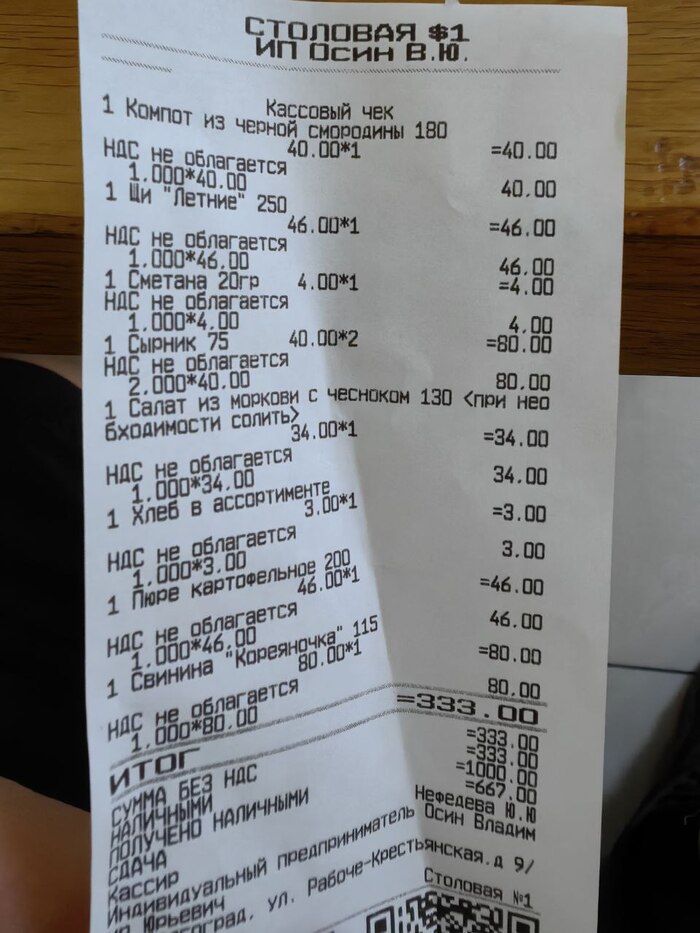 СТОЛОВАЯ $1
ИП Осин В.Ю.
Кассовый чек
1 Компот из черной смородины 180
40.00*1 =40.00
НДС не облагается
1.000*40.00 40.00
1 Щи "Летние" 250
46.00*1 =46.00
НДС не облагается
1.000*46.00 46.00
1 Сметана 20гр 4.00*1 =4.00
НДС не облагается
1.000*4.00 4.00
1 Сырник 75 40.00*2 =80.00
НДС не облагается
2.000*40.00 80.00
1 Салат из моркови с чесноком 130 <при нео
бходимости солить>
34.00*1 =34.00
НДС не облагается
1.000*34.00 34.00
1 Хлеб в ассортименте
3.00*1 =3.00
НДС не облагается
1.000*3.00 3.00
1 Пюре картофельное 200
46.00*1 =46.00
НДС не облагается
1.000*46.00 46.00
1 Свинина "Кореяночка" 115
80.00*1 =80.00
НДС не облагается
1.000*80.00 80.00
ИТОГ =333.00
СУММА БЕЗ НДС =333.00
НАЛИЧНЫМИ =333.00
ПОЛУЧЕНО НАЛИЧНЫМИ =1000.00
СДАЧА =667.00
Кассир Нефедева Ю.Ю
Индивидуальный предприниматель Осин Владим
ир Юрьевич
ул. Рабоче-Крестьянская.д 9/
Столовая №1